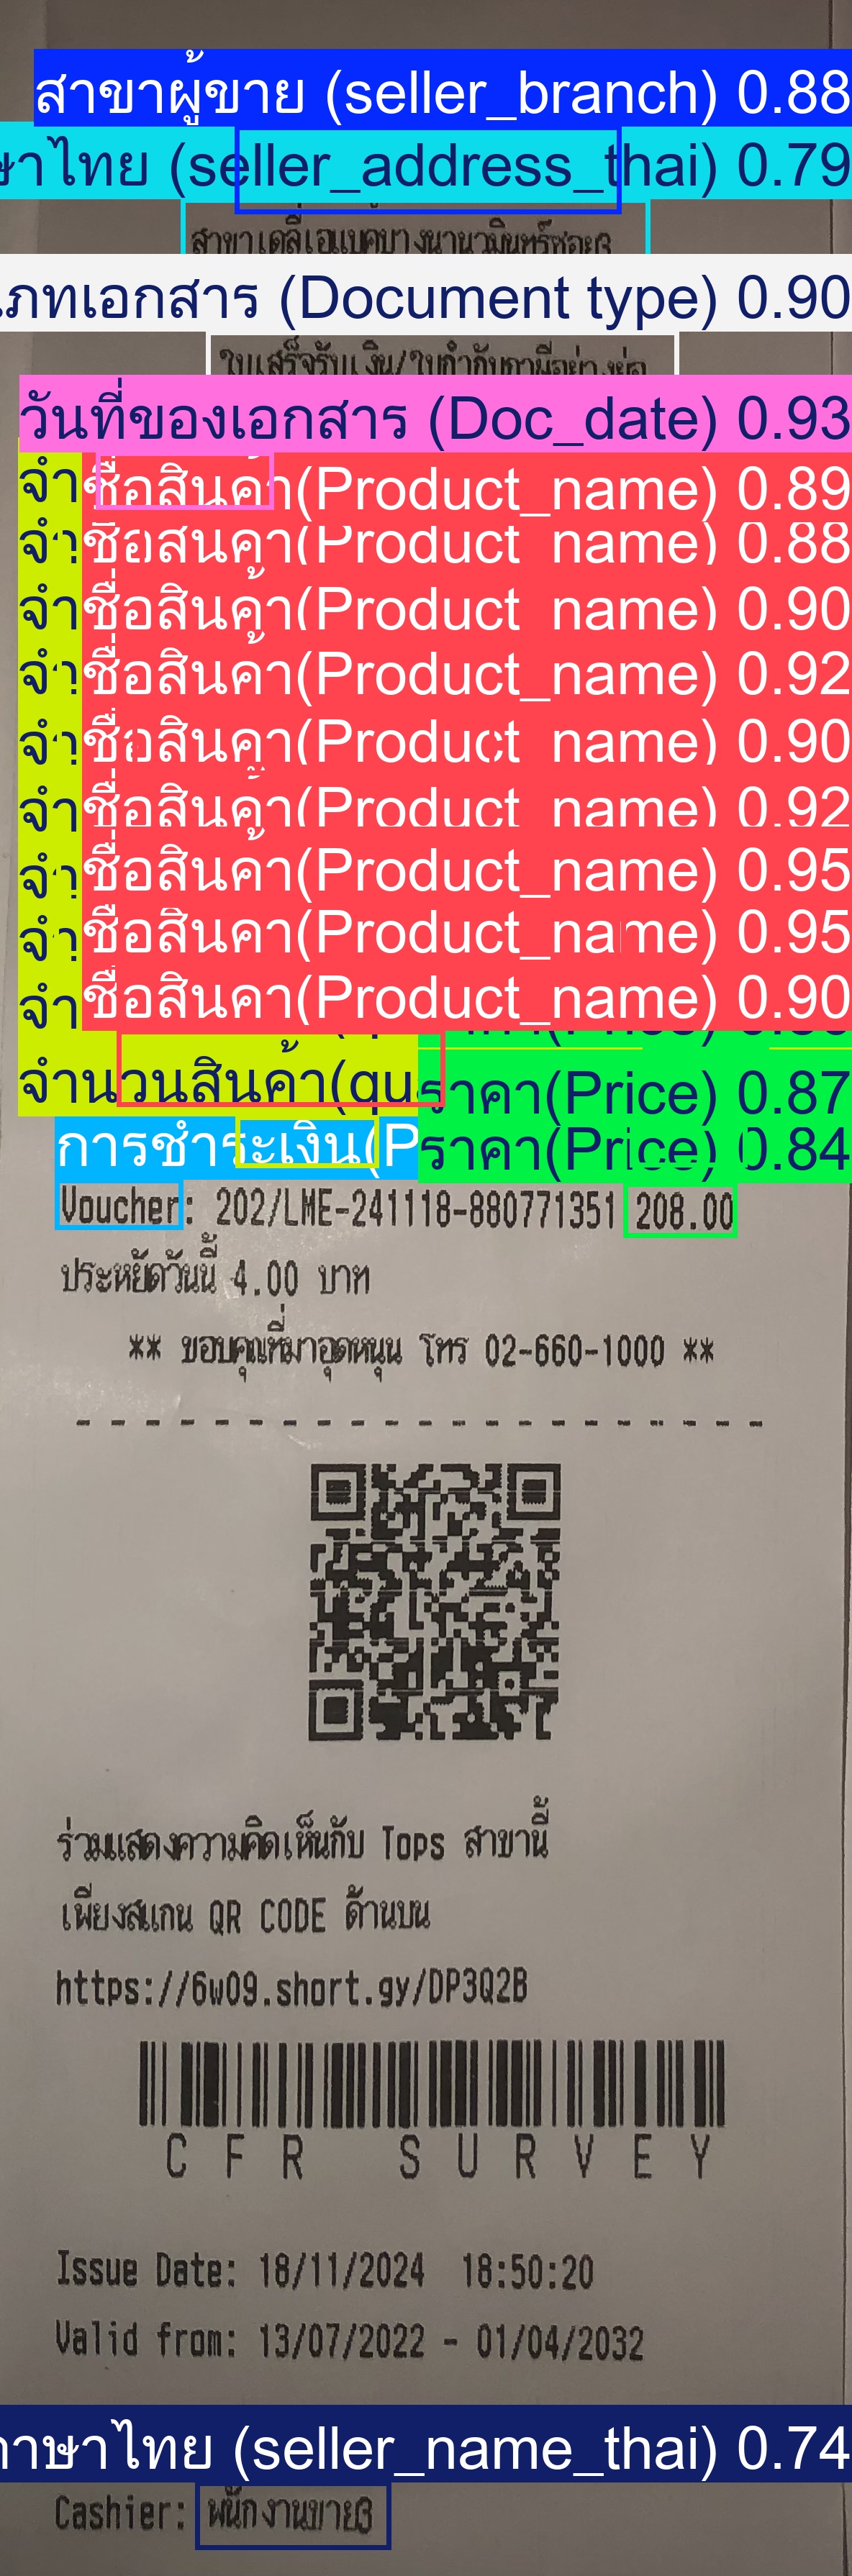 สาขาผู้ขาย (seller_branch) 0.88
ษาไทย (seller_address_thai) 0.79
สาขาเดลี่เอแบคบางนานวมินทร์ซอย3
ภทเอกสาร (Document type) 0.90
ใบเสร็จรับเงิน/ใบกำกับภาษีอย่างย่อ
วันที่ของเอกสาร (Doc_date) 0.93
จำ ชื่อสินค้า(Product_name) 0.89
จำ ชื่อสินค้า(Product_name) 0.88
จำ ชื่อสินค้า(Product_name) 0.90
จำ ชื่อสินค้า(Product_name) 0.92
จำ ชื่อสินค้า(Product_name) 0.90
จำ ชื่อสินค้า(Product_name) 0.92
จำ ชื่อสินค้า(Product_name) 0.95
จำ ชื่อสินค้า(Product_name) 0.95
จำ ชื่อสินค้า(Product_name) 0.90
จำนวนสินค้า(qu ราคา(Price) 0.87
การชำระเงิน(P ราคา(Price) 0.84
Voucher: 202/LME-241118-880771351 208.00
ประหยัดวันนี้ 4.00 บาท
** ขอบคุณที่มาอุดหนุน โทร 02-660-1000 **
ร่วมแสดงความคิดเห็นกับ Tops สาขานี้
เพียงสแกน QR CODE ด้านบน
https://6w09.short.gy/DP3Q2B
CFR SURVEY
Issue Date: 18/11/2024 18:50:20
Valid from: 13/07/2022 - 01/04/2032
าษาไทย (seller_name_thai) 0.74
Cashier: พนักงานขาย3